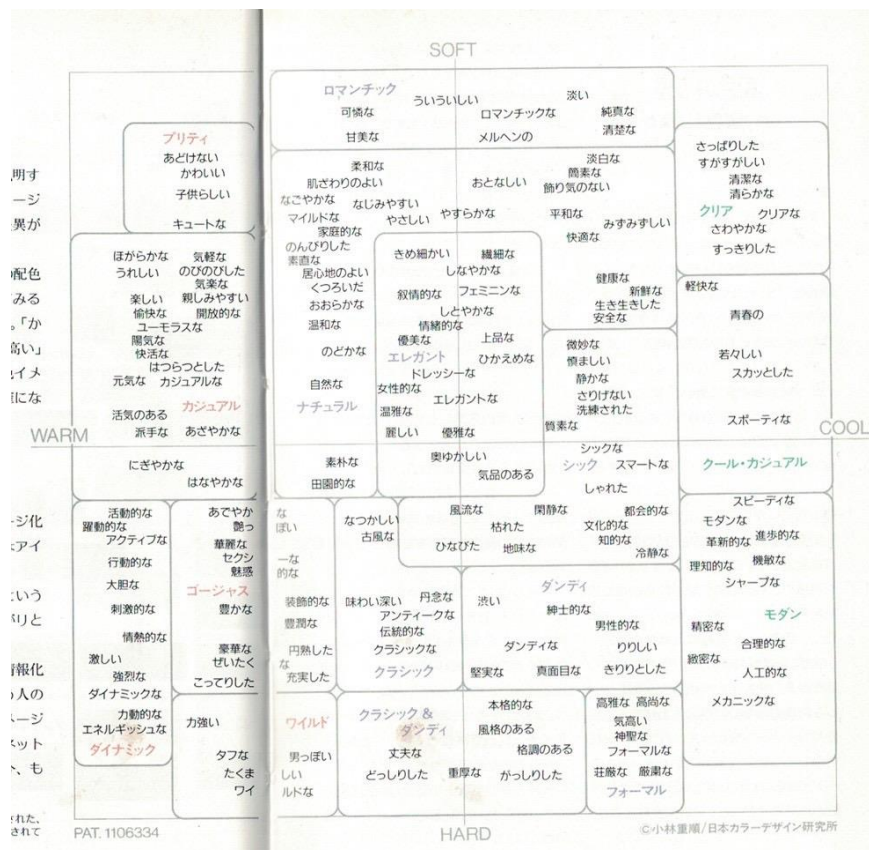 SOFT
ロマンチック
ういういしい
淡い
可憐な
ロマンチックな
純真な
甘美な
メルヘンの
清楚な
プリティ
あどけない
かわいい
子供らしい
キュートな
柔和な
肌ざわりのよい
なごやかな
なじみやすい
マイルドな
やさしい
やすらかな
家庭的な
のんびりした
素直な
居心地のよい
くつろいだ
おおらかな
温和な
のどかな
自然な
ナチュラル
素朴な
田園的な
おとなしい
淡白な
簡素な
飾り気のない
平和な
みずみずしい
快適な
健康な
新鮮な
生き生きした
安全な
さっぱりした
すがすがしい
清潔な
清らかな
クリア
クリアな
さわやかな
すっきりした
ほがらかな
気軽な
うれしい
のびのびした
気楽な
楽しい
親しみやすい
愉快な
開放的な
ユーモラスな
陽気な
快活な
はつらつとした
元気な
カジュアルな
活気のある
カジュアル
派手な
あざやかな
にぎやかな
はなやかな
きめ細かい
繊細な
しなやかな
叙情的な
フェミニンな
しとやかな
情緒的な
優美な
上品な
エレガント
ひかえめな
ドレッシーな
女性的な
エレガントな
温雅な
麗しい
優雅な
奥ゆかしい
気品のある
微妙な
慎ましい
静かな
さりげない
洗練された
質素な
シックな
シック
スマートな
しゃれた
風流な
閑静な
都会的な
枯れた
文化的な
知的な
ひなびた
地味な
冷静な
軽快な
青春の
若々しい
スカッとした
スポーティな
クール・カジュアル
WARM
COOL
活動的な
躍動的な
アクティブな
行動的な
大胆な
刺激的な
情熱的な
激しい
強烈な
ダイナミックな
力動的な
エネルギッシュな
ダイナミック
あでやか
艶っ
華麗な
セクシ
魅惑
ゴージャス
豊かな
豪華な
ぜいたく
こってりした
な
ぽい
ーな
的な
装飾的な
豊潤な
円熟した
な
充実した
なつかしい
古風な
味わい深い
丹念な
アンティークな
伝統的な
クラシックな
クラシック
ダンディ
渋い
紳士的な
男性的な
ダンディな
りりしい
堅実な
真面目な
きりりとした
スピーディな
モダンな
革新的な
進歩的な
理知的な
機敏な
シャープな
モダン
精密な
合理的な
緻密な
人工的な
メカニックな
力強い
タフな
たくま
ワイ
ワイルド
男っぽい
しい
ルドな
クラシック &
ダンディ
本格的な
風格のある
丈夫な
格調のある
どっしりした
重厚な
がっしりした
高雅な
高尚な
気高い
神聖な
フォーマルな
荘厳な
厳粛な
フォーマル
HARD
PAT. 1106334
©小林重順/日本カラーデザイン研究所